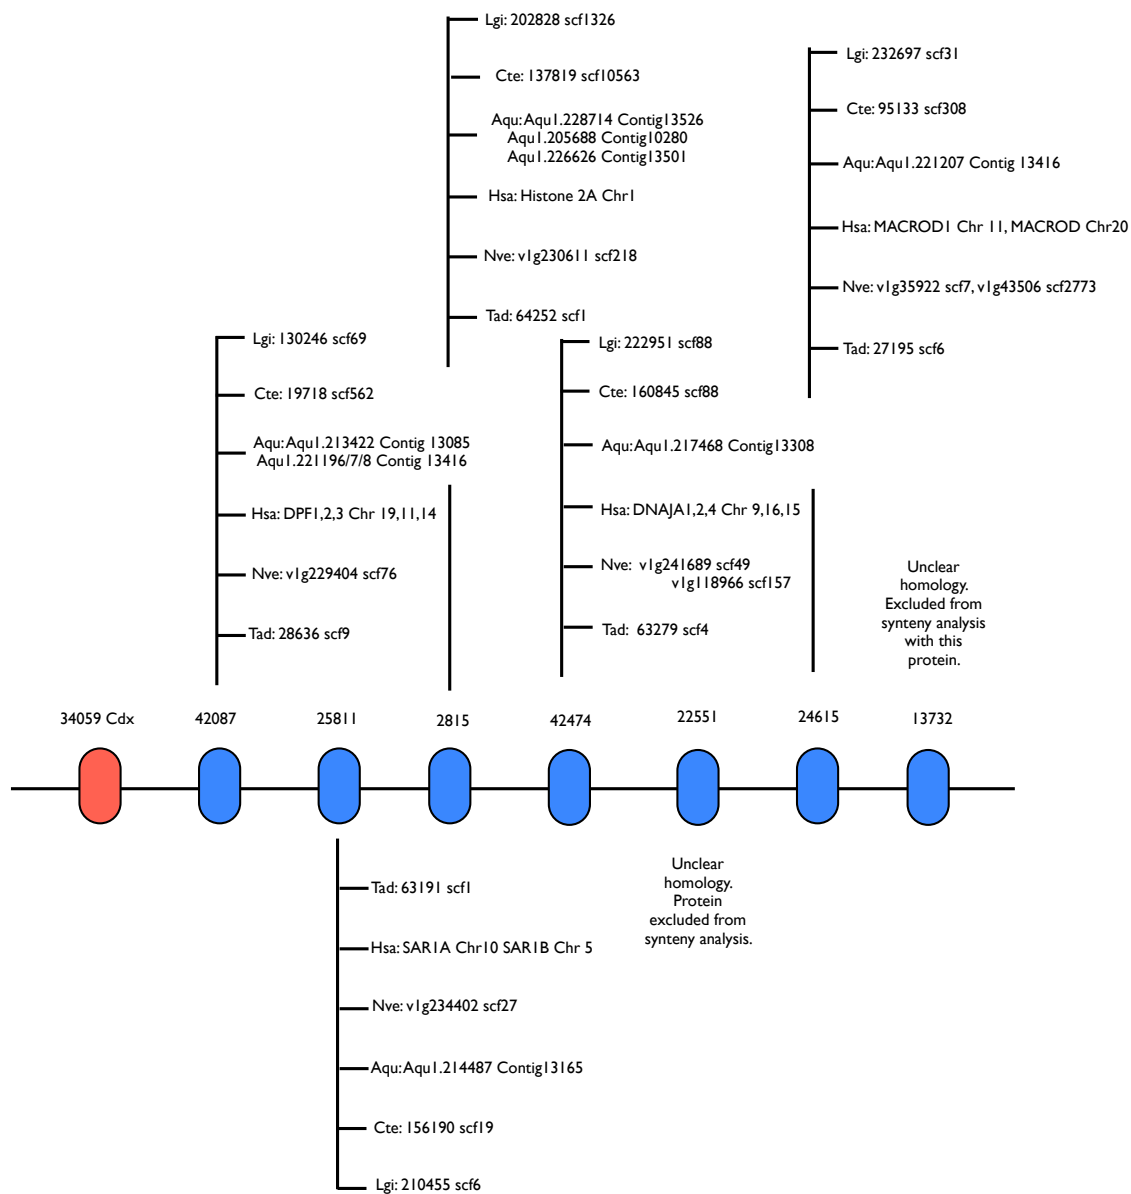 Lgi: 202828 scf1326
Cte: 137819 scf10563
Aqu: Aqu1.228714 Contig13526
Aqu1.205688 Contig10280
Aqu1.226626 Contig13501
Hsa: Histone 2A Chr1
Nve: v1g230611 scf218
Tad: 64252 scf1
Lgi: 232697 scf31
Cte: 95133 scf308
Aqu: Aqu1.221207 Contig 13416
Hsa: MACROD1 Chr 11, MACROD Chr20
Nve: v1g35922 scf7, v1g43506 scf2773
Tad: 27195 scf6
Lgi: 130246 scf69
Cte: 19718 scf562
Aqu: Aqu1.213422 Contig 13085
Aqu1.221196/7/8 Contig 13416
Hsa: DPF1,2,3 Chr 19,11,14
Nve: v1g229404 scf76
Tad: 28636 scf9
Lgi: 222951 scf88
Cte: 160845 scf88
Aqu: Aqu1.217468 Contig13308
Hsa: DNAJA1,2,4 Chr 9,16,15
Nve: v1g241689 scf49
v1g118966 scf157
Tad: 63279 scf4
Unclear
homology.
Excluded from
synteny analysis
with this
protein.
34059 Cdx
42087
25811
2815
42474
22551
24615
13732
Tad: 63191 scf1
Hsa: SAR1A Chr10 SAR1B Chr 5
Nve: v1g234402 scf27
Aqu: Aqu1.214487 Contig13165
Cte: 156190 scf19
Lgi: 210455 scf6
Unclear
homology.
Protein
excluded from
synteny analysis.